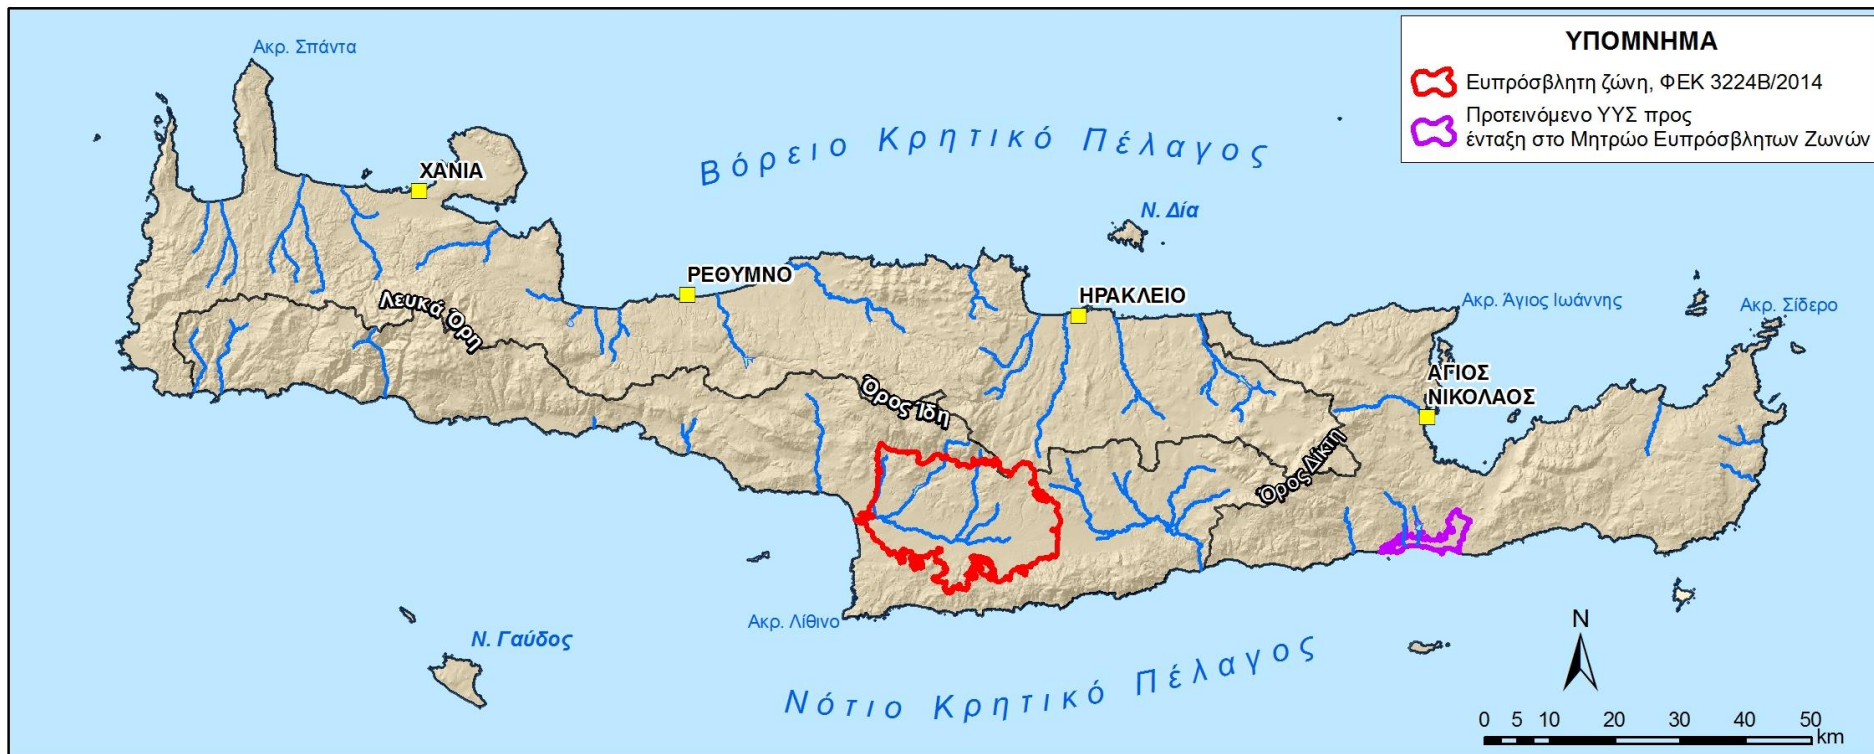 Ακρ. Σπάντα
ΥΠΟΜΝΗΜΑ
Ευπρόσβλητη ζώνη, ΦΕΚ 3224Β/2014
Προτεινόμενο ΥΥΣ προς
ένταξη στο Μητρώο Ευπρόσβλητων Ζωνών
Βόρειο Κρητικό Πέλαγος
ΧΑΝΙΑ
Ν. Δία
ΡΕΘΥΜΝΟ
ΗΡΑΚΛΕΙΟ
Ακρ. Άγιος Ιωάννης
Ακρ. Σίδερο
Λευκά Όρη
Όρος Ίδη
ΑΓΙΟΣ
ΝΙΚΟΛΑΟΣ
Όρος Δίκτη
Ακρ. Λίθινο
Ν. Γαύδος
Νότιο Κρητικό Πέλαγος
N
0 5 10 20 30 40 50
km